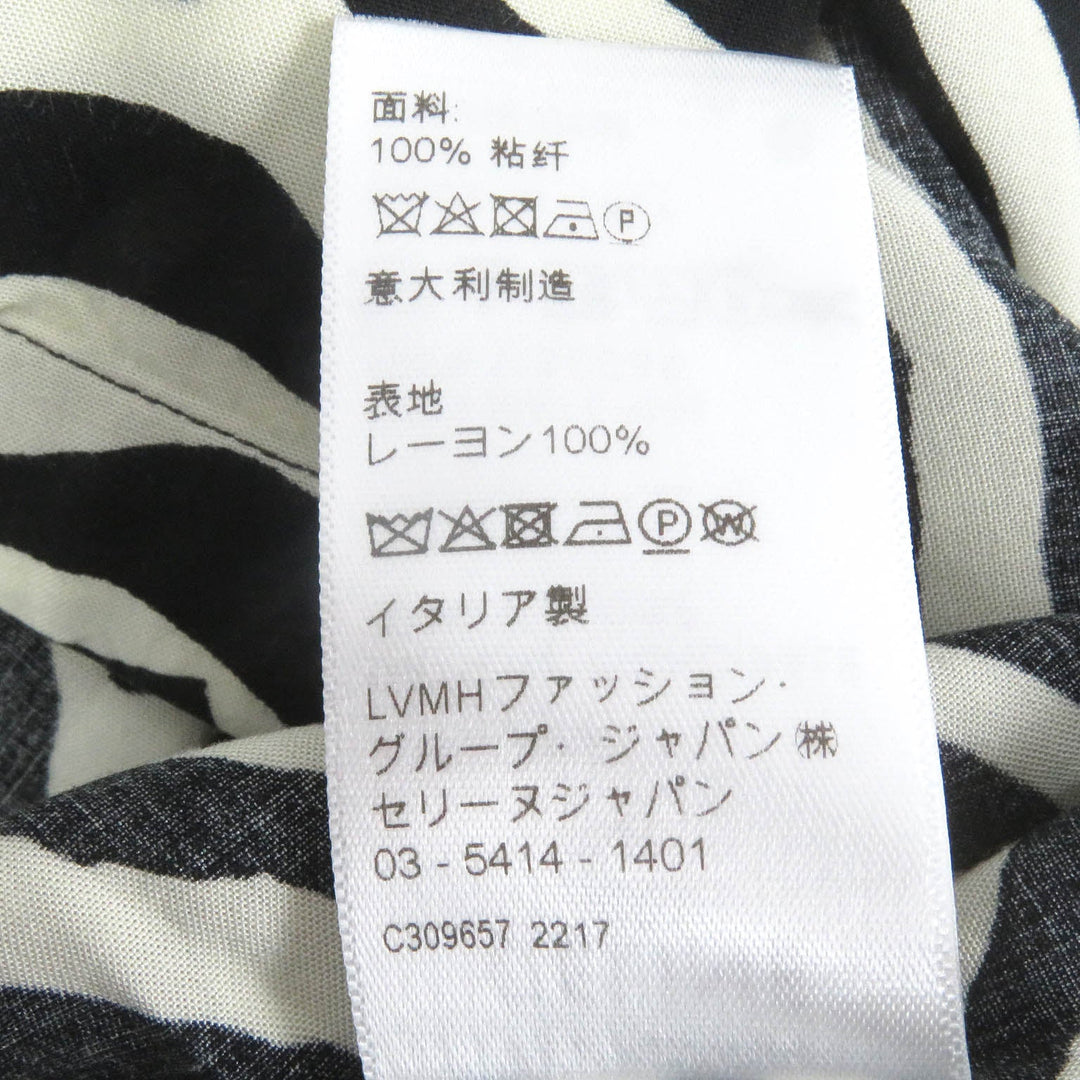 面料:
100% 粘纤
P
意大利制造
表地
レーヨン100%
P W
イタリア製
LVMHファッション・
グループ・ジャパン㈱
セリーヌジャパン
03 - 5414 - 1401
C309657 2217